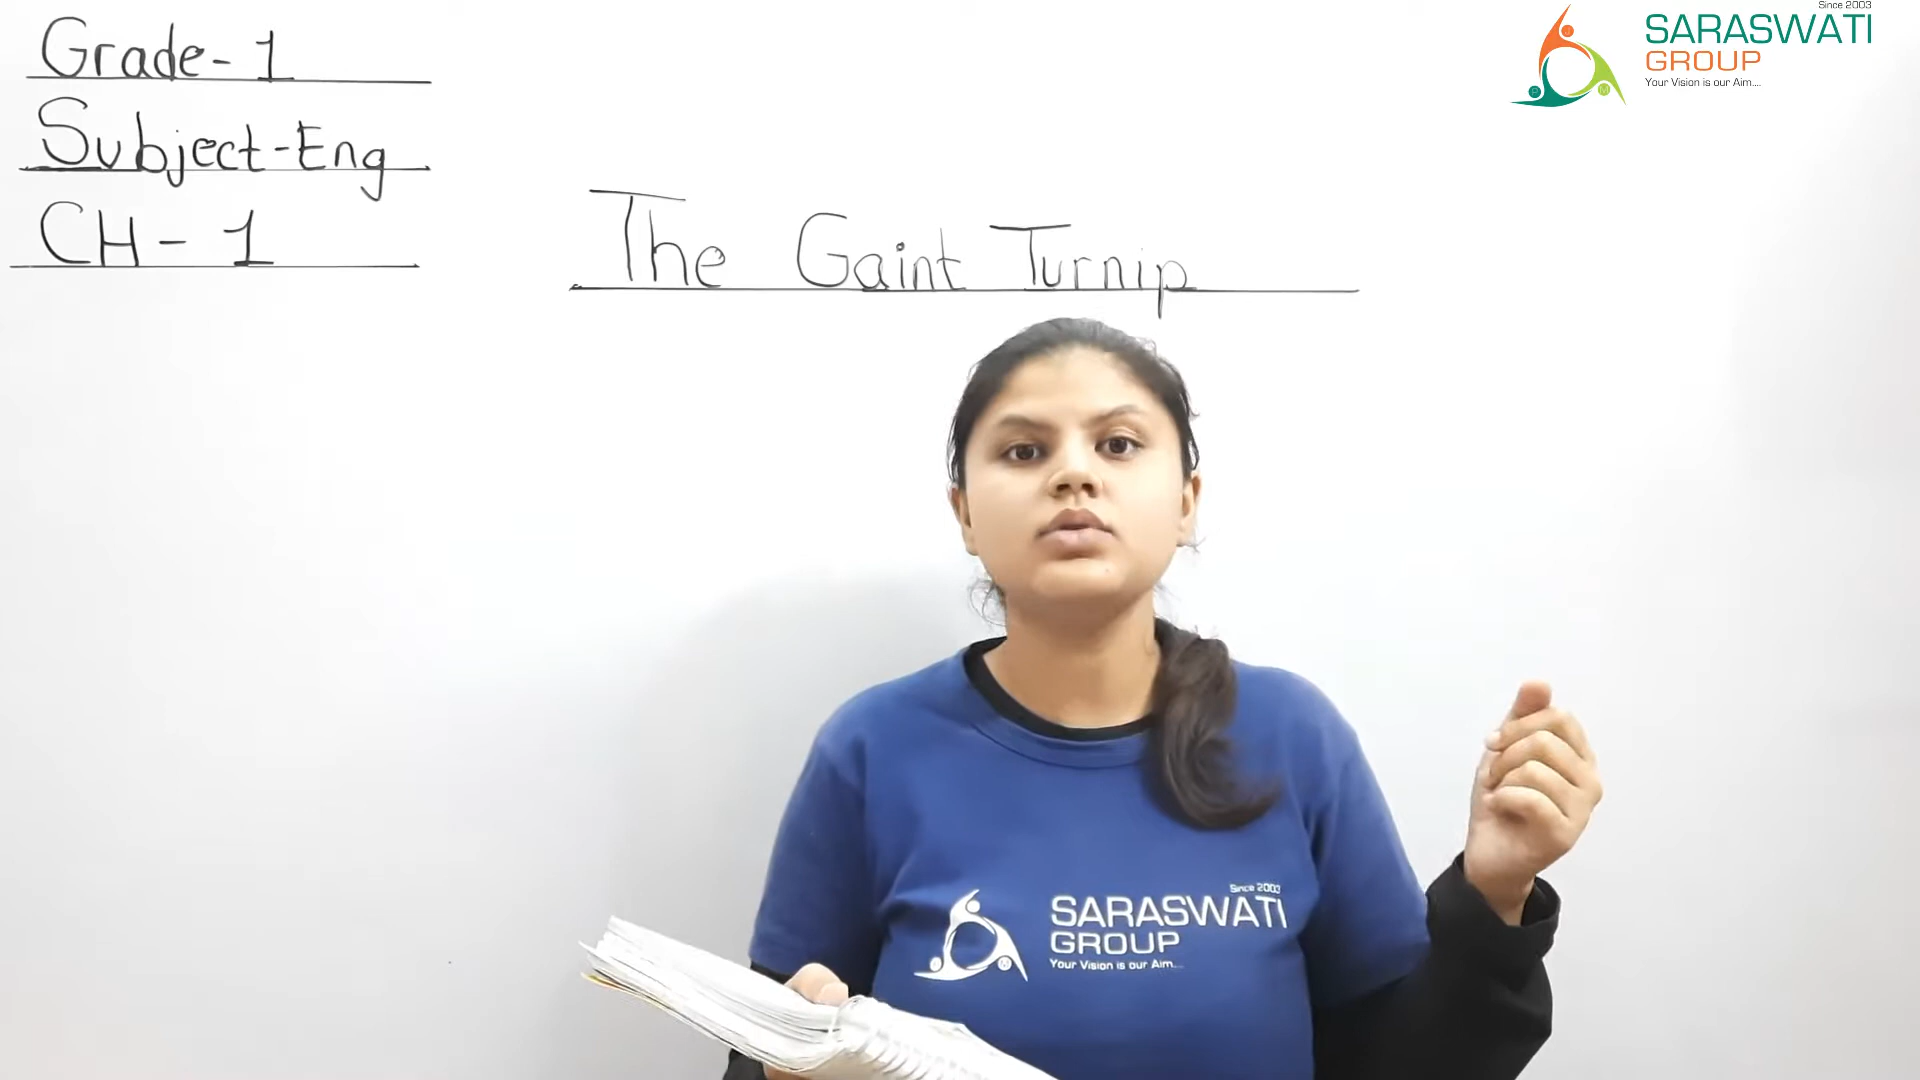 Grade- 1
Subject-Eng
CH- 1
The Gaint Turnip
Since 2003
SARASWATI
GROUP
Your Vision is our Aim....
Since 2003
SARASWATI
GROUP
Your Vision is our Aim...